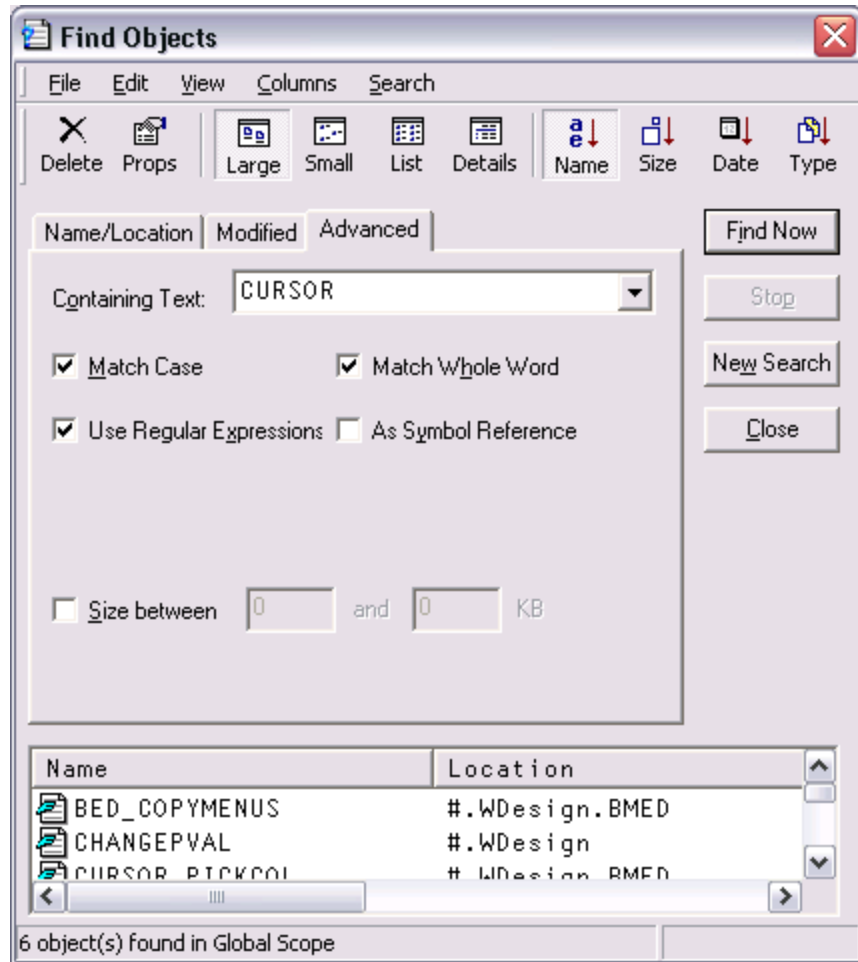 Find Objects
File Edit View Columns Search
Delete Props Large Small List Details Name Size Date Type
Name/Location Modified Advanced
Find Now
Containing Text: CURSOR
Stop
Match Case Match Whole Word
New Search
Use Regular Expressions As Symbol Reference
Close
Size between 0 and 0 KB
Name Location
BED_COPYMENUS #.WDesign.BMED
CHANGEPVAL #.WDesign
CURSOR_PICKCOL #.WDesign.BMED
6 object(s) found in Global Scope